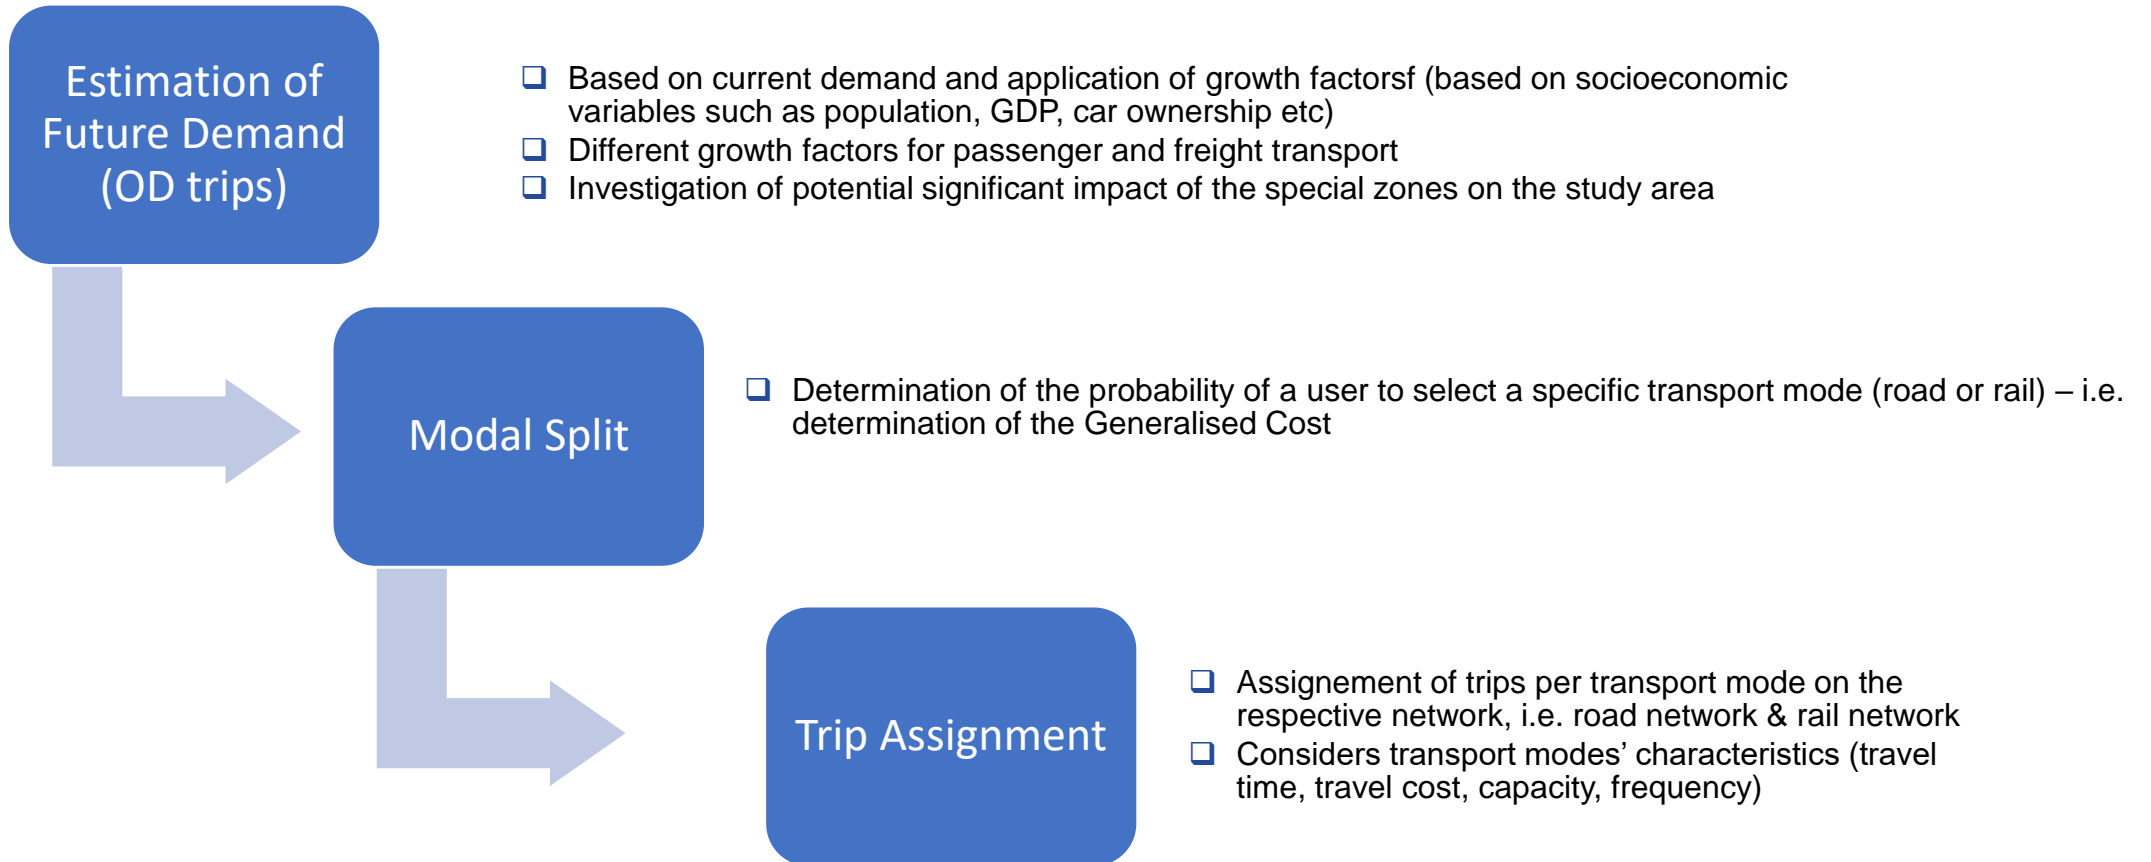 Estimation of
Future Demand
(OD trips)
❑ Based on current demand and application of growth factorsf (based on socioeconomic
variables such as population, GDP, car ownership etc)
❑ Different growth factors for passenger and freight transport
❑ Investigation of potential significant impact of the special zones on the study area
Modal Split
❑ Determination of the probability of a user to select a specific transport mode (road or rail) – i.e.
determination of the Generalised Cost
Trip Assignment
❑ Assignement of trips per transport mode on the
respective network, i.e. road network & rail network
❑ Considers transport modes’ characteristics (travel
time, travel cost, capacity, frequency)